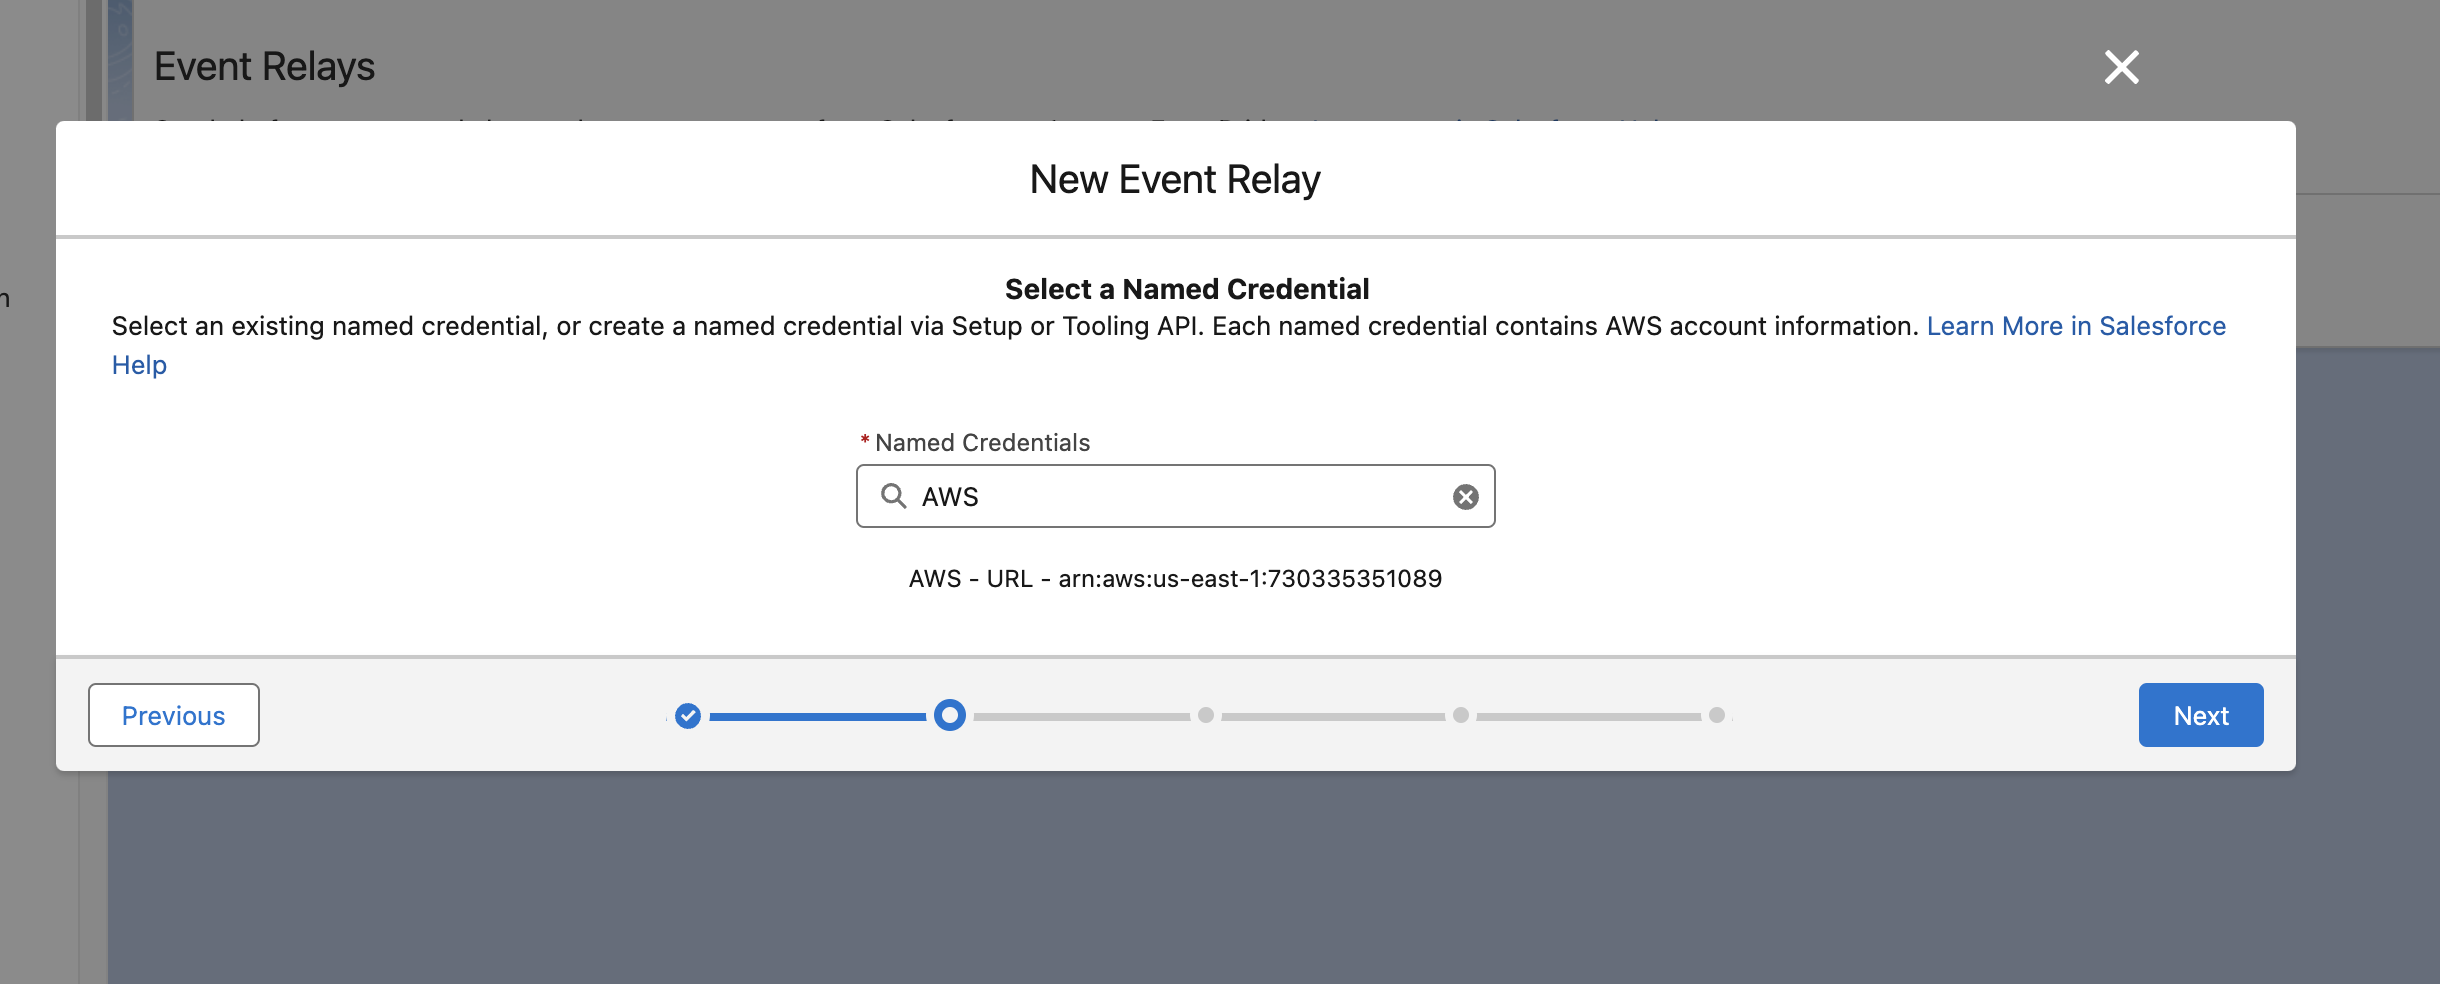 Event Relays
New Event Relay
Select a Named Credential
Select an existing named credential, or create a named credential via Setup or Tooling API. Each named credential contains AWS account information. Learn More in Salesforce
Help
* Named Credentials
AWS
AWS - URL - arn:aws:us-east-1:730335351089
Previous
Next